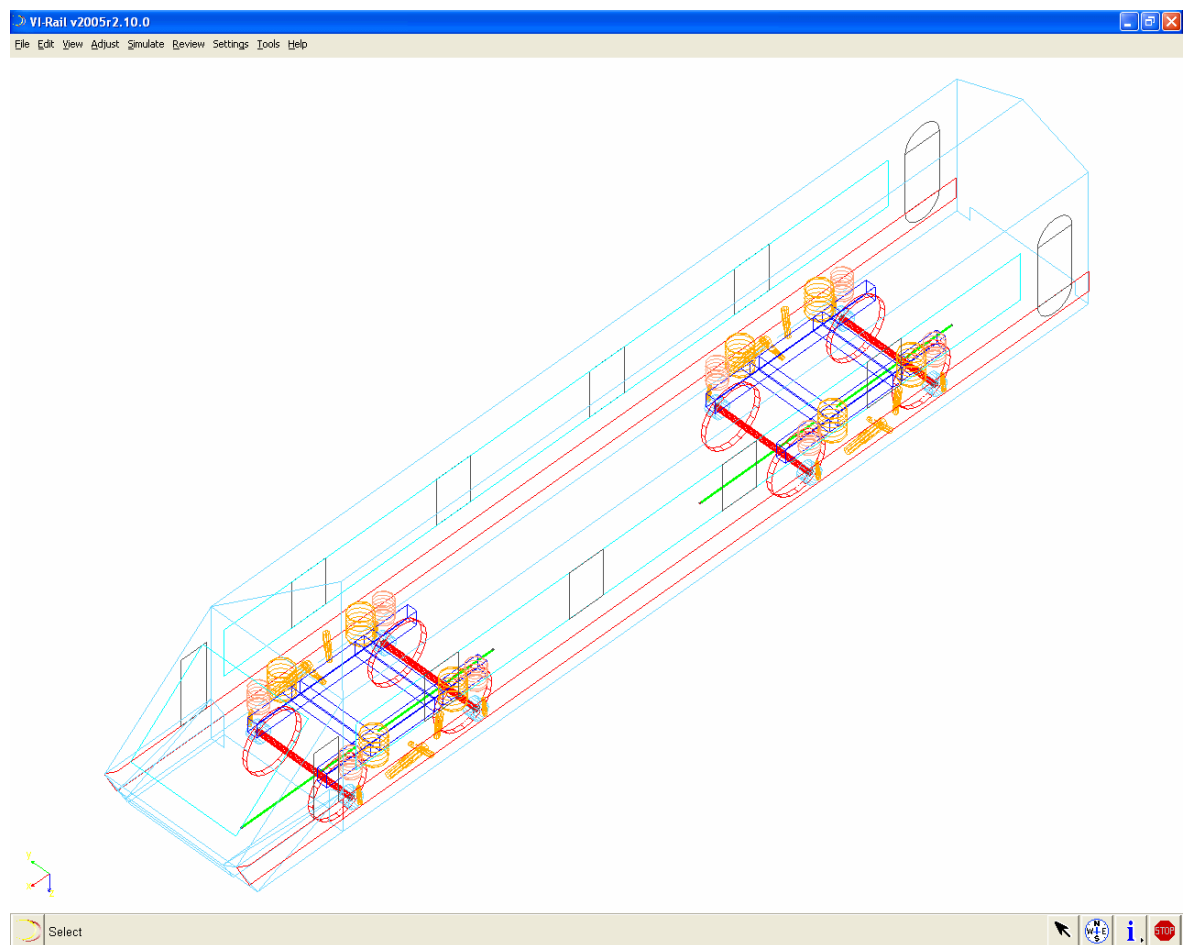 VI-Rail v2005r2.10.0
File Edit View Adjust Simulate Review Settings Tools Help
Y
Select
N
W E
S
i
STOP